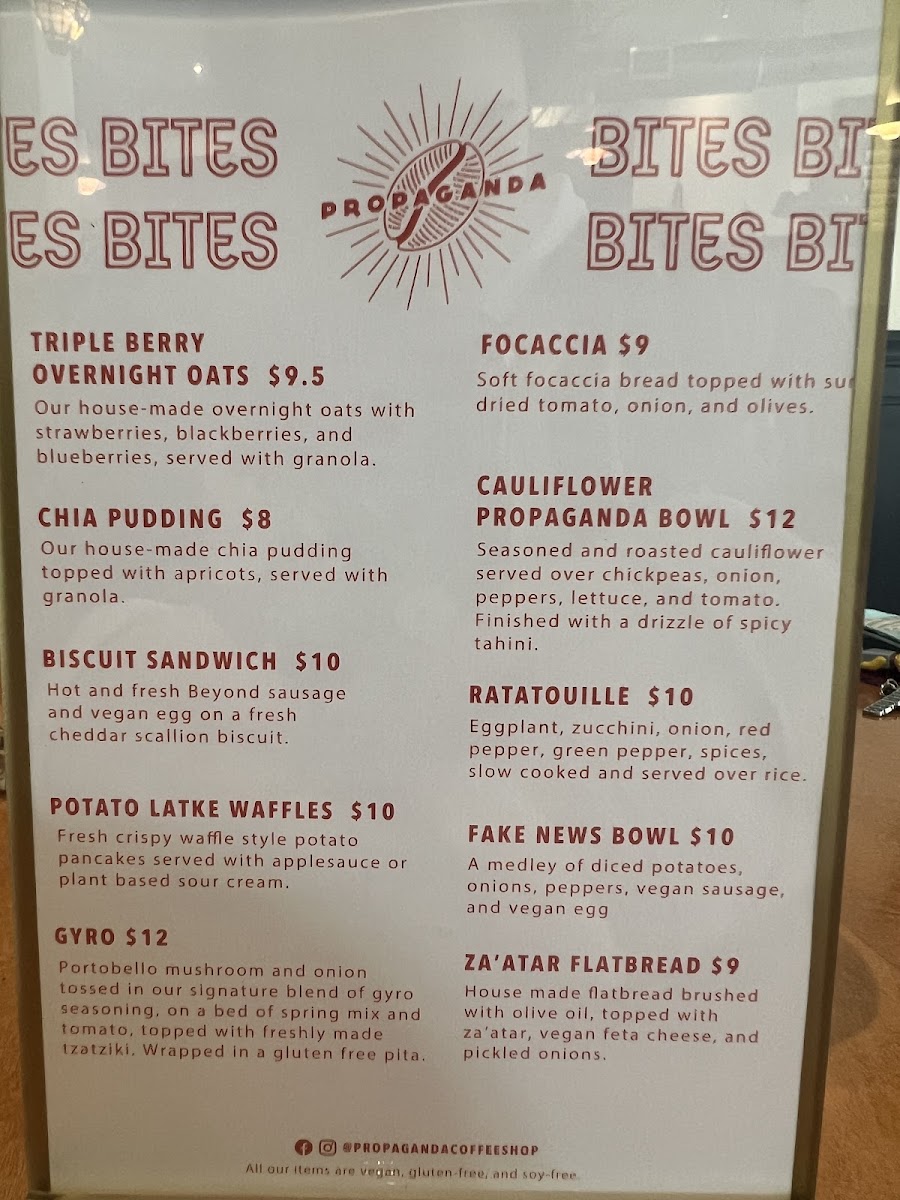 ES BITES
BITES BI
PROPAGANDA
ES BITES
BITES BIT
TRIPLE BERRY
OVERNIGHT OATS $9.5
Our house-made overnight oats with
strawberries, blackberries, and
blueberries, served with granola.
CHIA PUDDING $8
Our house-made chia pudding
topped with apricots, served with
granola.
BISCUIT SANDWICH $10
Hot and fresh Beyond sausage
and vegan egg on a fresh
cheddar scallion biscuit.
POTATO LATKE WAFFLES $10
Fresh crispy waffle style potato
pancakes served with applesauce or
plant based sour cream.
GYRO $12
Portobello mushroom and onion
tossed in our signature blend of gyro
seasoning, on a bed of spring mix and
tomato, topped with freshly made
tzatziki. Wrapped in a gluten free pita.
FOCACCIA $9
Soft focaccia bread topped with sun
dried tomato, onion, and olives.
CAULIFLOWER
PROPAGANDA BOWL $12
Seasoned and roasted cauliflower
served over chickpeas, onion,
peppers, lettuce, and tomato.
Finished with a drizzle of spicy
tahini.
RATATOUILLE $10
Eggplant, zucchini, onion, red
pepper, green pepper, spices,
slow cooked and served over rice.
FAKE NEWS BOWL $10
A medley of diced potatoes,
onions, peppers, vegan sausage,
and vegan egg
ZA'ATAR FLATBREAD $9
House made flatbread brushed
with olive oil, topped with
za'atar, vegan feta cheese, and
pickled onions.
@PROPAGANDACOFFEESHOP
All our items are vegan, gluten-free, and soy-free.